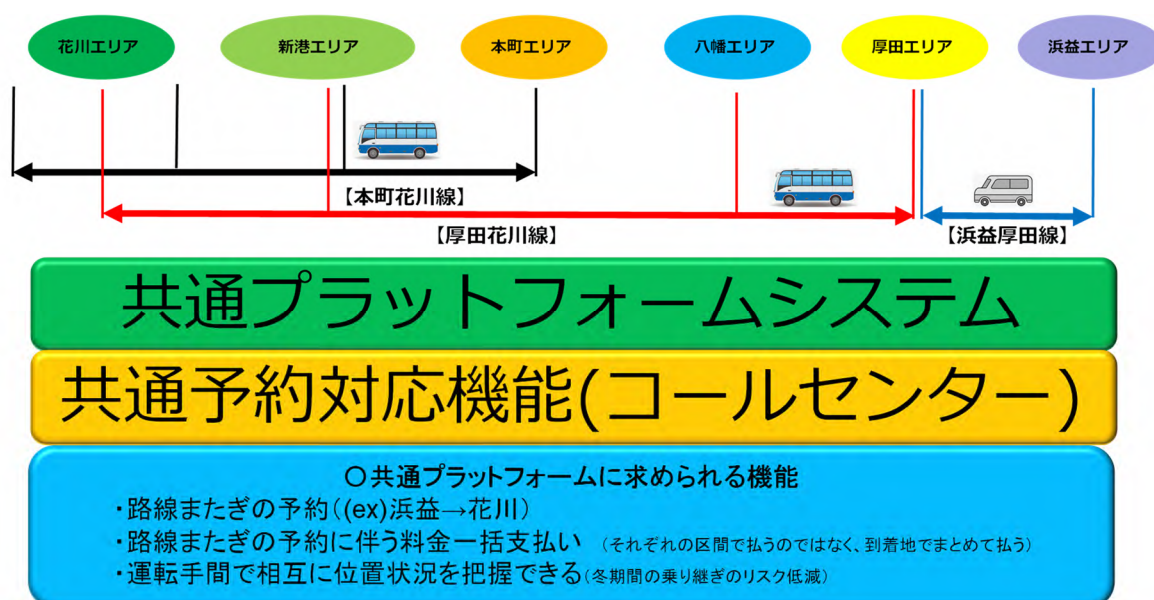 花川エリア
新港エリア
本町エリア
八幡エリア
厚田エリア
浜益エリア
【本町花川線】
【厚田花川線】
【浜益厚田線】
共通プラットフォームシステム
共通予約対応機能(コールセンター)
〇共通プラットフォームに求められる機能
・路線またぎの予約((ex)浜益→花川)
・路線またぎの予約に伴う料金一括支払い (それぞれの区間で払うのではなく、到着地でまとめて払う)
・運転手間で相互に位置状況を把握できる(冬期間の乗り継ぎのリスク低減)